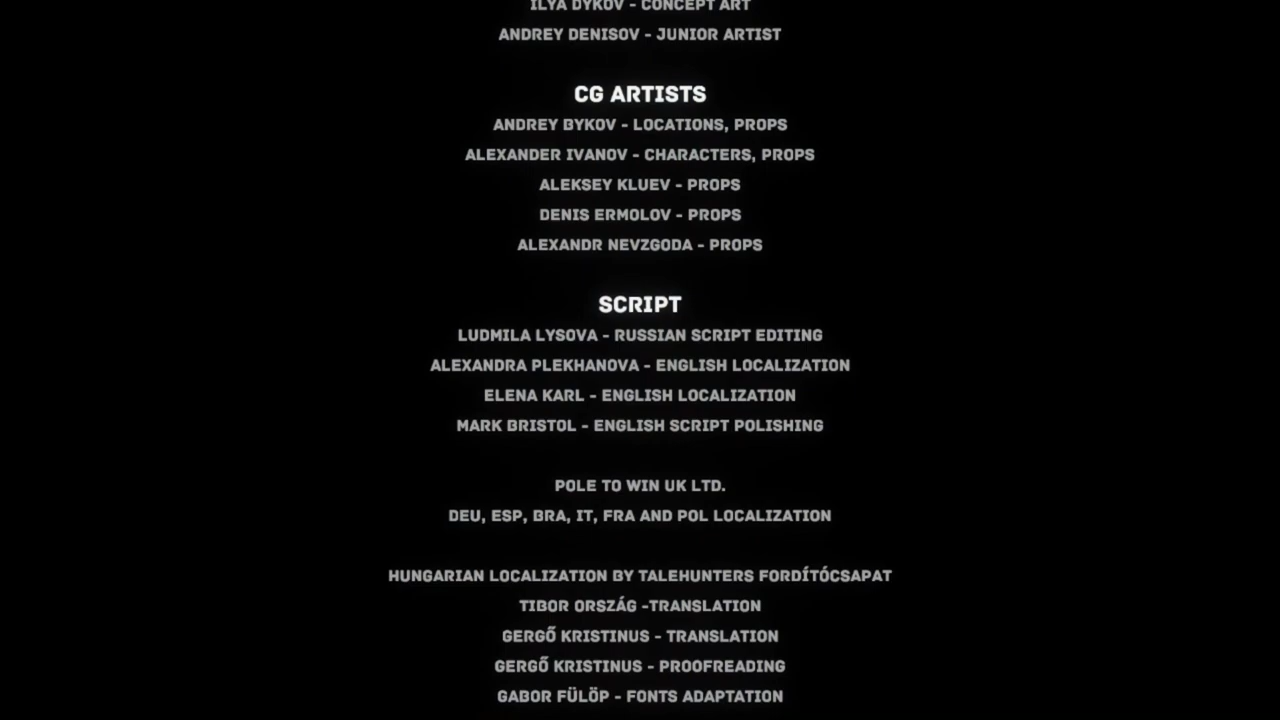 ILYA DYKOV - CONCEPT ART
ANDREY DENISOV - JUNIOR ARTIST
CG ARTISTS
ANDREY BYKOV - LOCATIONS, PROPS
ALEXANDER IVANOV - CHARACTERS, PROPS
ALEKSEY KLUEV - PROPS
DENIS ERMOLOV - PROPS
ALEXANDR NEVZGODA - PROPS
SCRIPT
LUDMILA LYSOVA - RUSSIAN SCRIPT EDITING
ALEXANDRA PLEKHANOVA - ENGLISH LOCALIZATION
ELENA KARL - ENGLISH LOCALIZATION
MARK BRISTOL - ENGLISH SCRIPT POLISHING
POLE TO WIN UK LTD.
DEU, ESP, BRA, IT, FRA AND POL LOCALIZATION
HUNGARIAN LOCALIZATION BY TALEHUNTERS FORDÍTÓCSAPAT
TIBOR ORSZÁG -TRANSLATION
GERGŐ KRISTINUS - TRANSLATION
GERGŐ KRISTINUS - PROOFREADING
GABOR FÜLÖP - FONTS ADAPTATION